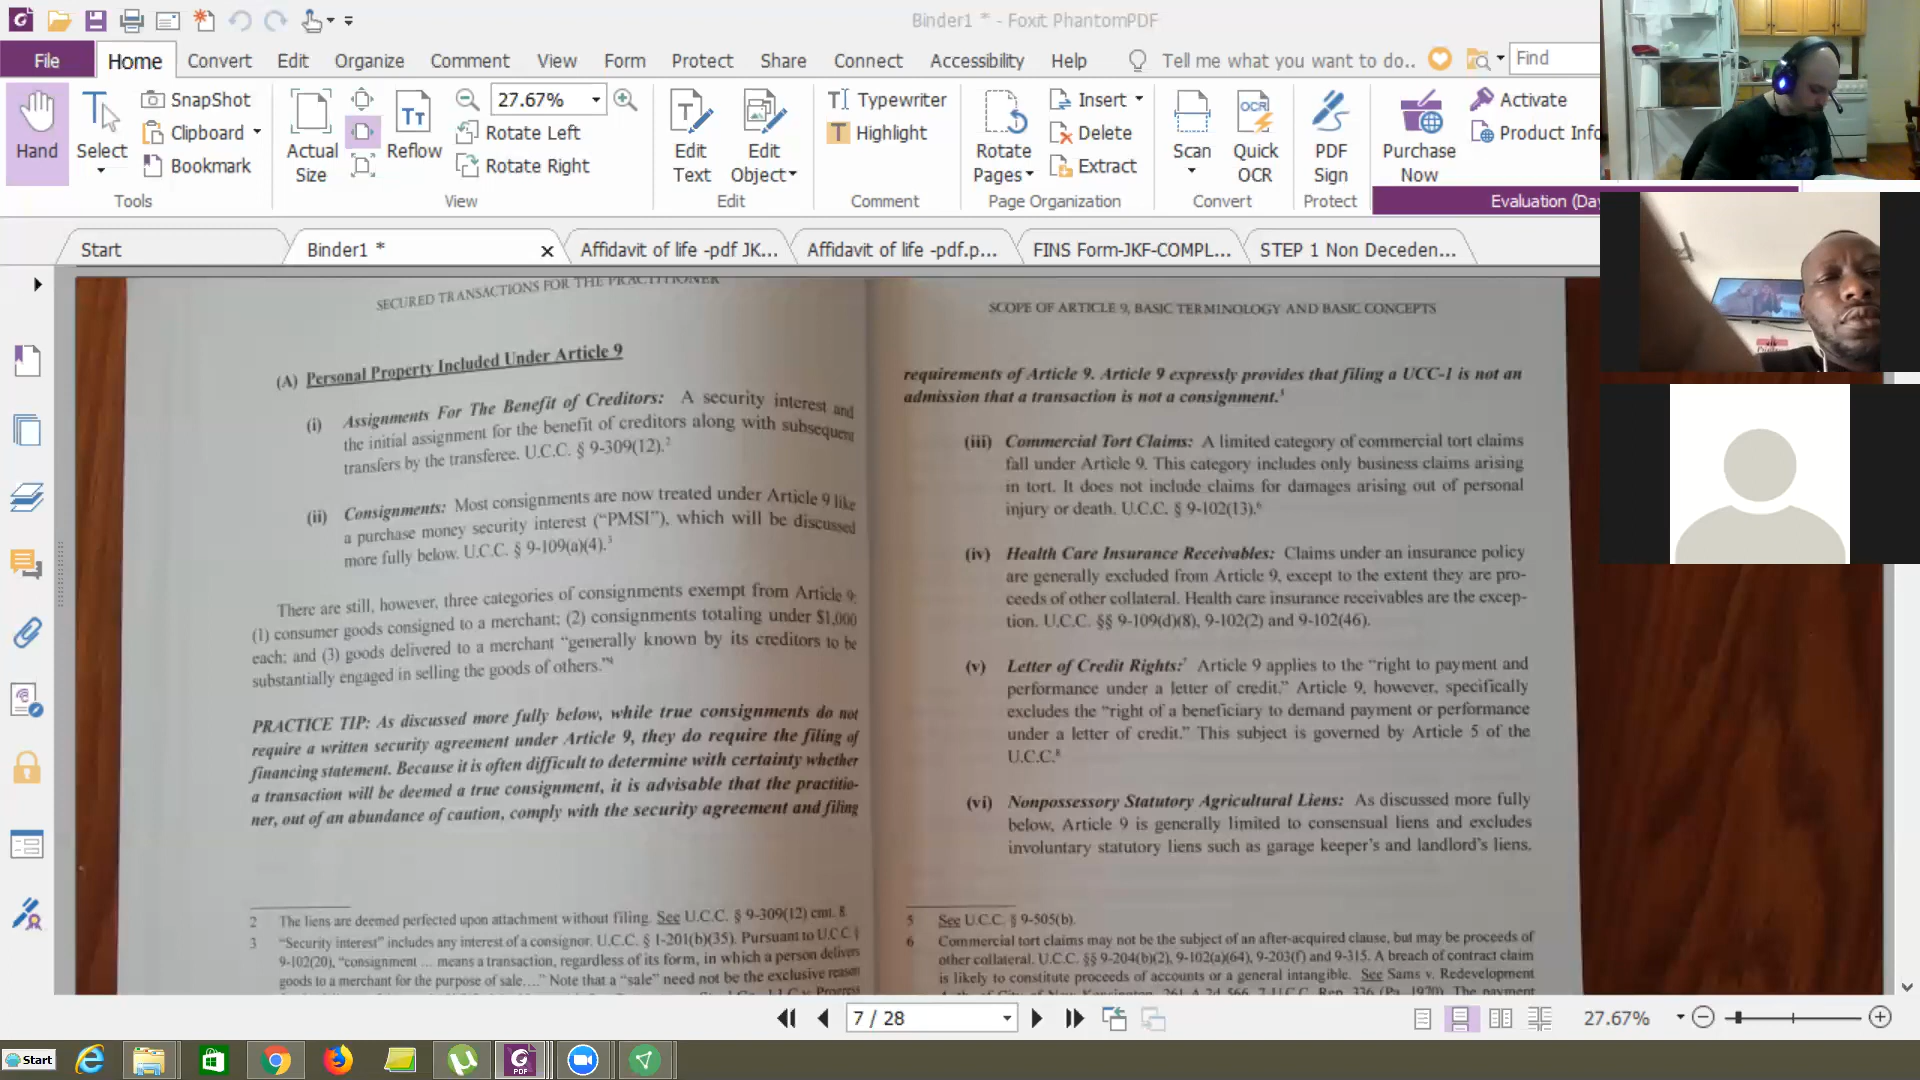 Binder1 * - Foxit PhantomPDF
File Home Convert Edit Organize Comment View Form Protect Share Connect Accessibility Help Tell me what you want to do.. Find
Hand
Select
SnapShot
Clipboard
Bookmark
Tools
Actual Size
Reflow
27.67%
Rotate Left
Rotate Right
View
Edit Text
Edit Object
Edit
Typewriter
Highlight
Comment
Rotate Pages
Insert
Delete
Extract
Page Organization
Scan
Quick OCR
Convert
PDF Sign
Protect
Purchase Now
Activate
Product Info
Evaluation (Da
Start
Binder1 *
Affidavit of life -pdf JK...
Affidavit of life -pdf.p...
FINS Form-JKF-COMPL...
STEP 1 Non Deceden...
SECURED TRANSACTIONS FOR THE PRACTITIONER
(A) Personal Property Included Under Article 9
(i) Assignments For The Benefit of Creditors: A security interest and
the initial assignment for the benefit of creditors along with subsequent
transfers by the transferee. U.C.C. § 9-309(12).2
(ii) Consignments: Most consignments are now treated under Article 9 like
a purchase money security interest (“PMSI”), which will be discussed
more fully below. U.C.C. § 9-109(a)(4).3
There are still, however, three categories of consignments exempt from Article 9:
(1) consumer goods consigned to a merchant; (2) consignments totaling under $1,000
each; and (3) goods delivered to a merchant “generally known by its creditors to be
substantially engaged in selling the goods of others.”4
PRACTICE TIP: As discussed more fully below, while true consignments do not
require a written security agreement under Article 9, they do require the filing of
financing statement. Because it is often difficult to determine with certainty whether
a transaction will be deemed a true consignment, it is advisable that the practitio-
ner, out of an abundance of caution, comply with the security agreement and filing
2 The liens are deemed perfected upon attachment without filing. See U.C.C. § 9-309(12) cmt. 8.
3 “Security interest” includes any interest of a consignor. U.C.C. § 1-201(b)(35). Pursuant to U.C.C. §
9-102(20), “consignment ... means a transaction, regardless of its form, in which a person delivers
goods to a merchant for the purpose of sale....” Note that a “sale” need not be the exclusive reason
SCOPE OF ARTICLE 9, BASIC TERMINOLOGY AND BASIC CONCEPTS
requirements of Article 9. Article 9 expressly provides that filing a UCC-1 is not an
admission that a transaction is not a consignment.5
(iii) Commercial Tort Claims: A limited category of commercial tort claims
fall under Article 9. This category includes only business claims arising
in tort. It does not include claims for damages arising out of personal
injury or death. U.C.C. § 9-102(13).6
(iv) Health Care Insurance Receivables: Claims under an insurance policy
are generally excluded from Article 9, except to the extent they are pro-
ceeds of other collateral. Health care insurance receivables are the excep-
tion. U.C.C. §§ 9-109(d)(8), 9-102(2) and 9-102(46).
(v) Letter of Credit Rights:7 Article 9 applies to the “right to payment and
performance under a letter of credit.” Article 9, however, specifically
excludes the “right of a beneficiary to demand payment or performance
under a letter of credit.” This subject is governed by Article 5 of the
U.C.C.8
(vi) Nonpossessory Statutory Agricultural Liens: As discussed more fully
below, Article 9 is generally limited to consensual liens and excludes
involuntary statutory liens such as garage keeper’s and landlord’s liens.
5 See U.C.C. § 9-505(b).
6 Commercial tort claims may not be the subject of an after-acquired clause, but may be proceeds of
other collateral. U.C.C. §§ 9-204(b)(2), 9-102(a)(64), 9-203(f) and 9-315. A breach of contract claim
is likely to constitute proceeds of accounts or a general intangible. See Sams v. Redevelopment
Auth. of City of New Kensington, 261 A.2d 566, 7 U.C.C. Rep. 336 (Pa. 1970). The payment
7 / 28
27.67%
Start